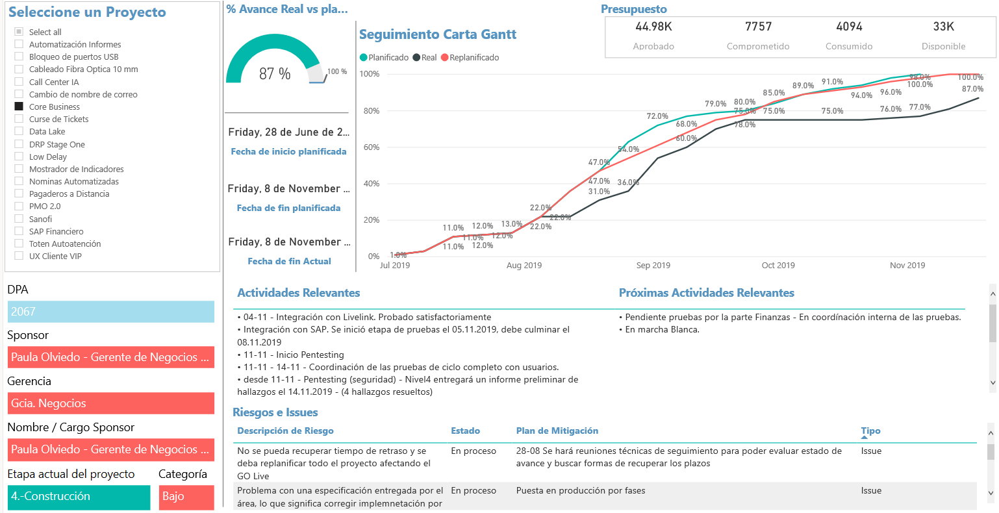 Seleccione un Proyecto
Select all
Automatización Informes
Bloqueo de puertos USB
Cableado Fibra Optica 10 mm
Call Center IA
Cambio de nombre de correo
Core Business
Curse de Tickets
Data Lake
DRP Stage One
Low Delay
Mostrador de Indicadores
Nominas Automatizadas
Pagaderos a Distancia
PMO 2.0
Sanofi
SAP Financiero
Toten Autoatención
UX Cliente VIP
DPA
2067
Sponsor
Paula Olviedo - Gerente de Negocios ...
Gerencia
Gcia. Negocios
Nombre / Cargo Sponsor
Paula Olviedo - Gerente de Negocios ...
Etapa actual del proyecto
4.-Construcción
Categoría
Bajo
% Avance Real vs pla...
87 %
100 %
Friday, 28 de June de 2...
Fecha de inicio planificada
Friday, 8 de November ...
Fecha de fin planificada
Friday, 8 de November ...
Fecha de fin Actual
Presupuesto
44.98K
Aprobado
7757
Comprometido
4094
Consumido
33K
Disponible
Seguimiento Carta Gantt
Planificado Real Replanificado
100%
80%
60%
40%
20%
0%
1.0%
11.0%
11.0%
11.0%
12.0%
12.0%
12.0%
13.0%
22.0%
22.0%
22.0%
47.0%
47.0%
31.0%
54.0%
36.0%
72.0%
68.0%
60.0%
79.0%
80.0%
75.0%
78.0%
85.0%
75.0%
89.0%
91.0%
75.0%
94.0%
96.0%
76.0%
98.0%
100.0%
77.0%
100.0%
87.0%
Jul 2019
Aug 2019
Sep 2019
Oct 2019
Nov 2019
Actividades Relevantes
• 04-11 - Integración con Livelink. Probado satisfactoriamente
• Integración con SAP. Se inició etapa de pruebas el 05.11.2019, debe culminar el
08.11.2019
• 11-11 - Inicio Pentesting
• 11-11 - 14-11 - Coordinación de las pruebas de ciclo completo con usuarios.
• desde 11-11 - Pentesting (seguridad) - Nivel4 entregará un informe preliminar de
hallazgos el 14.11.2019 - (4 hallazgos resueltos)
Próximas Actividades Relevantes
• Pendiente pruebas por la parte Finanzas - En coordínación interna de las pruebas.
• En marcha Blanca.
Riesgos e Issues
Descripción de Riesgo
Estado
Plan de Mitigación
Tipo
No se pueda recuperar tiempo de retraso y se
deba replanificar todo el proyecto afectando el
GO Live
En proceso
28-08 Se hará reuniones técnicas de seguimiento para poder evaluar estado de
avance y buscar formas de recuperar los plazos
Issue
Problema con una especificación entregada por el
área, lo que significa corregir implemnetación por
En proceso
Puesta en producción por fases
Issue